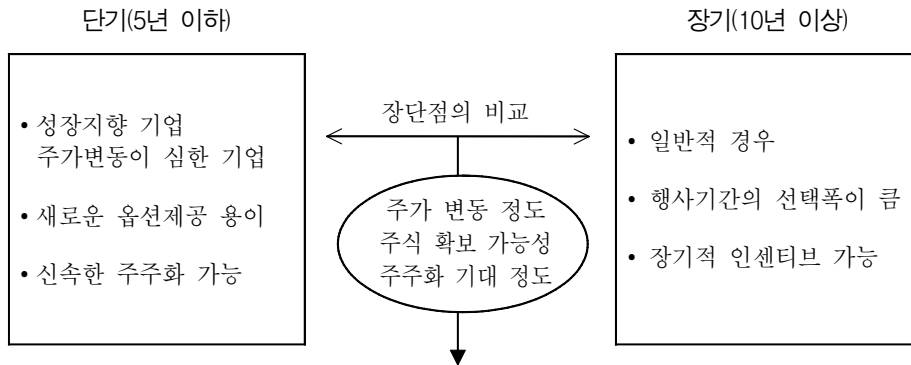 단기(5년 이하)
• 성장지향 기업
주가변동이 심한 기업
• 새로운 옵션제공 용이
• 신속한 주주화 가능
장단점의 비교
주가 변동 정도
주식 확보 가능성
주주화 기대 정도
장기(10년 이상)
• 일반적 경우
• 행사기간의 선택폭이 큼
• 장기적 인센티브 가능